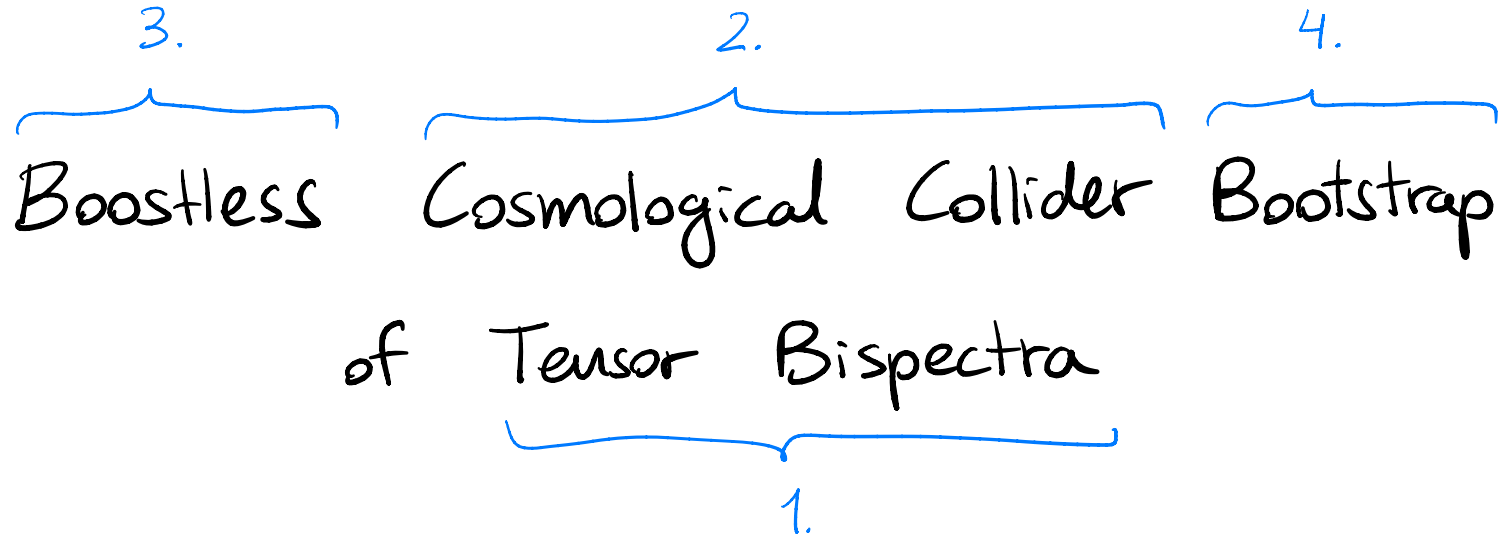 3. 2. 4.
Boostless Cosmological Collider Bootstrap
of Tensor Bispectra
1.